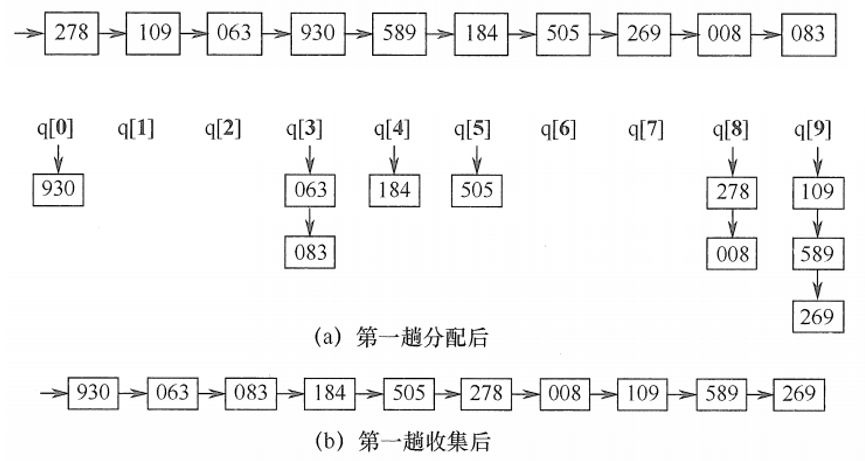 278 109 063 930 589 184 505 269 008 083
q[0] q[1] q[2] q[3] q[4] q[5] q[6] q[7] q[8] q[9]
930 063 184 505 278 109
083 008 589
269
(a) 第一趟分配后
930 063 083 184 505 278 008 109 589 269
(b) 第一趟收集后